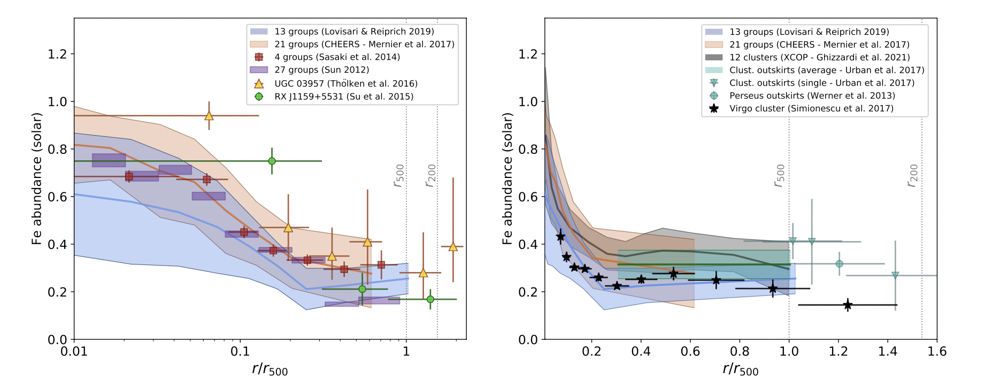 13 groups (Lovisari & Reiprich 2019)
21 groups (CHEERS - Mernier et al. 2017)
4 groups (Sasaki et al. 2014)
27 groups (Sun 2012)
UGC 03957 (Thölken et al. 2016)
RX J1159+5531 (Su et al. 2015)
1.2
1.0
0.8
0.6
0.4
0.2
0.0
Fe abundance (solar)
r500
r200
0.01
0.1
1
r/r500
13 groups (Lovisari & Reiprich 2019)
21 groups (CHEERS - Mernier et al. 2017)
12 clusters (XCOP - Ghizzardi et al. 2021)
Clust. outskirts (average - Urban et al. 2017)
Clust. outskirts (single - Urban et al. 2017)
Perseus outskirts (Werner et al. 2013)
Virgo cluster (Simionescu et al. 2017)
1.2
1.0
0.8
0.6
0.4
0.2
0.0
Fe abundance (solar)
r500
r200
0.2
0.4
0.6
0.8
1.0
1.2
1.4
1.6
r/r500